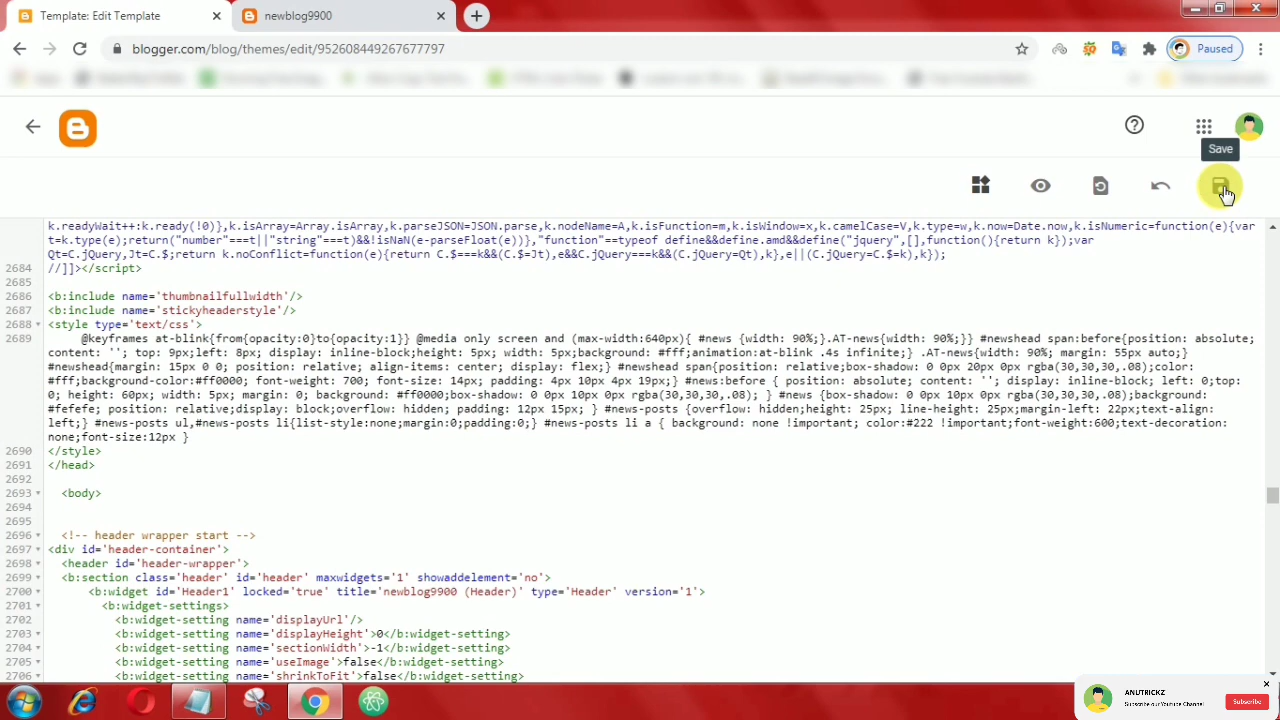 Template: Edit Template
newblog9900
blogger.com/blog/themes/edit/952608449267677797
Paused
Save
k.readyWait++:k.ready(!0)},k.isArray=Array.isArray,k.parseJSON=JSON.parse,k.nodeName=A,k.isFunction=m,k.isWindow=x,k.camelCase=V,k.type=w,k.now=Date.now,k.isNumeric=function(e){var
t=k.type(e);return("number"===t||"string"===t)&&!isNaN(e-parseFloat(e))},"function"==typeof define&&define.amd&&define("jquery",[],function(){return k});var
Qt=C.jQuery,Jt=C.$;return k.noConflict=function(e){return C.$===k&&(C.$=Jt),e&&C.jQuery===k&&(C.jQuery=Qt),k},e||(C.jQuery=C.$=k),k});
2684 //]]></script>
2685
2686 <b:include name='thumbnailfullwidth'/>
2687 <b:include name='stickyheaderstyle'/>
2688 <style type='text/css'>
2689 @keyframes at-blink{from{opacity:0}to{opacity:1}} @media only screen and (max-width:640px){ #news {width: 90%;}.AT-news{width: 90%;}} #newshead span:before{position: absolute;
content: ''; top: 9px;left: 8px; display: inline-block;height: 5px; width: 5px;background: #fff;animation:at-blink .4s infinite;} .AT-news{width: 90%; margin: 55px auto;}
#newshead{margin: 15px 0 0; position: relative; align-items: center; display: flex;} #newshead span{position: relative;box-shadow: 0 0px 20px 0px rgba(30,30,30,.08);color:
#fff;background-color:#ff0000; font-weight: 700; font-size: 14px; padding: 4px 10px 4px 19px;} #news:before { position: absolute; content: ''; display: inline-block; left: 0;top:
0; height: 60px; width: 5px; margin: 0; background: #ff0000;box-shadow: 0 0px 10px 0px rgba(30,30,30,.08); } #news {box-shadow: 0 0px 10px 0px rgba(30,30,30,.08);background:
#fefefe; position: relative;display: block;overflow: hidden; padding: 12px 15px; } #news-posts {overflow: hidden;height: 25px; line-height: 25px;margin-left: 22px;text-align:
left;} #news-posts ul,#news-posts li{list-style:none;margin:0;padding:0;} #news-posts li a { background: none !important; color:#222 !important;font-weight:600;text-decoration:
none;font-size:12px }
2690 </style>
2691 </head>
2692
2693 <body>
2694
2695
2696 <!-- header wrapper start -->
2697 <div id='header-container'>
2698 <header id='header-wrapper'>
2699 <b:section class='header' id='header' maxwidgets='1' showaddelement='no'>
2700 <b:widget id='Header1' locked='true' title='newblog9900 (Header)' type='Header' version='1'>
2701 <b:widget-settings>
2702 <b:widget-setting name='displayUrl'/>
2703 <b:widget-setting name='displayHeight'>0</b:widget-setting>
2704 <b:widget-setting name='sectionWidth'>-1</b:widget-setting>
2705 <b:widget-setting name='useImage'>false</b:widget-setting>
2706 <b:widget-setting name='shrinkToFit'>false</b:widget-setting>
ANUTRICKZ
Subscribe our Youtube Channel
Subscribe